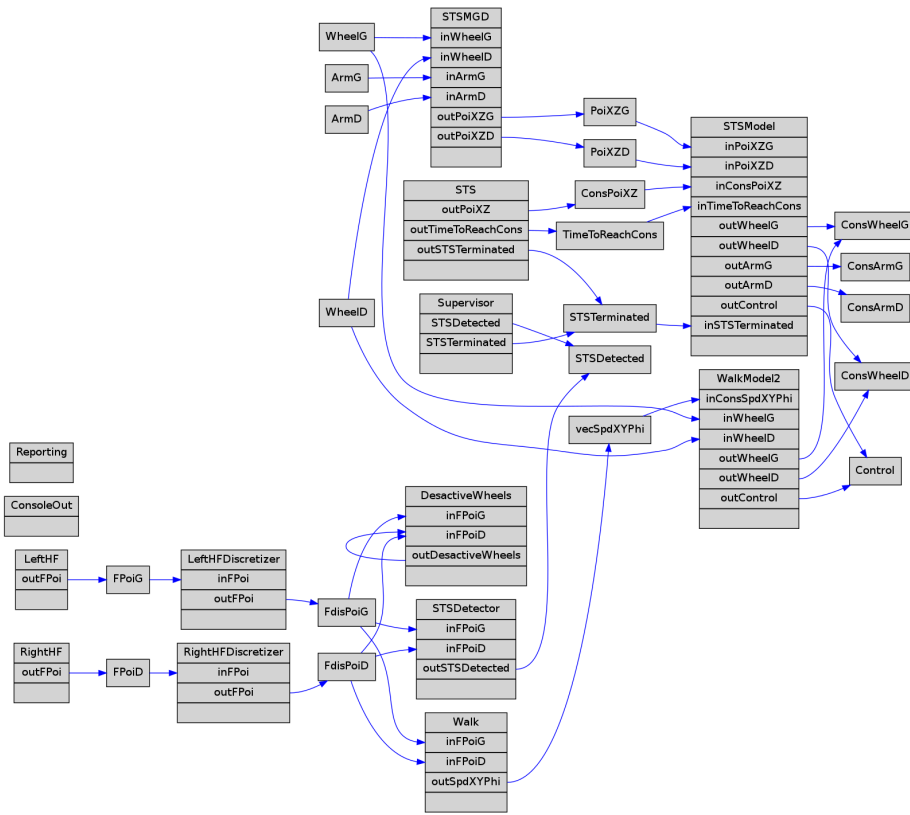 STSMGD
inWheelG
inWheelD
inArmG
inArmD
outPoiXZG
outPoiXZD
WheelG
ArmG
ArmD
PoiXZG
PoiXZD
STSModel
inPoiXZG
inPoiXZD
inConsPoiXZ
inTimeToReachCons
outWheelG
outWheelD
outArmG
outArmD
outControl
inSTSTerminated
STS
outPoiXZ
outTimeToReachCons
outSTSTerminated
ConsPoiXZ
TimeToReachCons
ConsWheelG
ConsArmG
ConsArmD
WheelD
Supervisor
STSDetected
STSTerminated
STSTerminated
STSDetected
ConsWheelD
WalkModel2
inConsSpdXYPhi
inWheelG
inWheelD
outWheelG
outWheelD
outControl
vecSpdXYPhi
Control
Reporting
ConsoleOut
DesactiveWheels
inFPoiG
inFPoiD
outDesactiveWheels
LeftHF
outFPoi
FPoiG
LeftHFDiscretizer
inFPoi
outFPoi
FdisPoiG
STSDetector
inFPoiG
inFPoiD
outSTSDetected
RightHF
outFPoi
FPoiD
RightHFDiscretizer
inFPoi
outFPoi
FdisPoiD
Walk
inFPoiG
inFPoiD
outSpdXYPhi